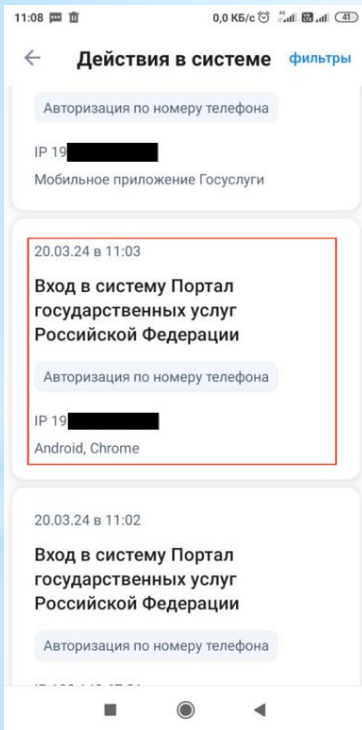 11:08 0,0 КБ/с 41
Действия в системе фильтры
Авторизация по номеру телефона
IP 19
Мобильное приложение Госуслуги
20.03.24 в 11:03
Вход в систему Портал
государственных услуг
Российской Федерации
Авторизация по номеру телефона
IP 19
Android, Chrome
20.03.24 в 11:02
Вход в систему Портал
государственных услуг
Российской Федерации
Авторизация по номеру телефона